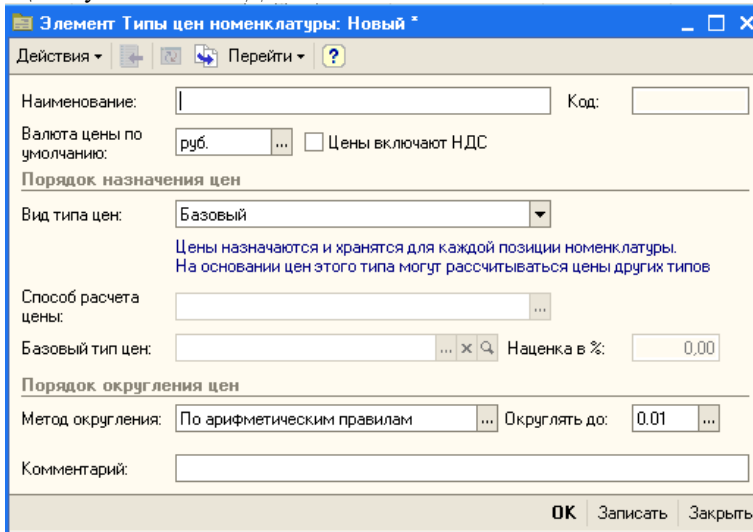 Элемент Типы цен номенклатуры: Новый *
Действия Перейти ?
Наименование: Код:
Валюта цены по умолчанию: руб. ... Цены включают НДС
Порядок назначения цен
Вид типа цен: Базовый
Цены назначаются и хранятся для каждой позиции номенклатуры.
На основании цен этого типа могут рассчитываться цены других типов
Способ расчета цены: ...
Базовый тип цен: ... x Наценка в %: 0,00
Порядок округления цен
Метод округления: По арифметическим правилам ... Округлять до: 0.01 ...
Комментарий:
OK Записать Закрыть